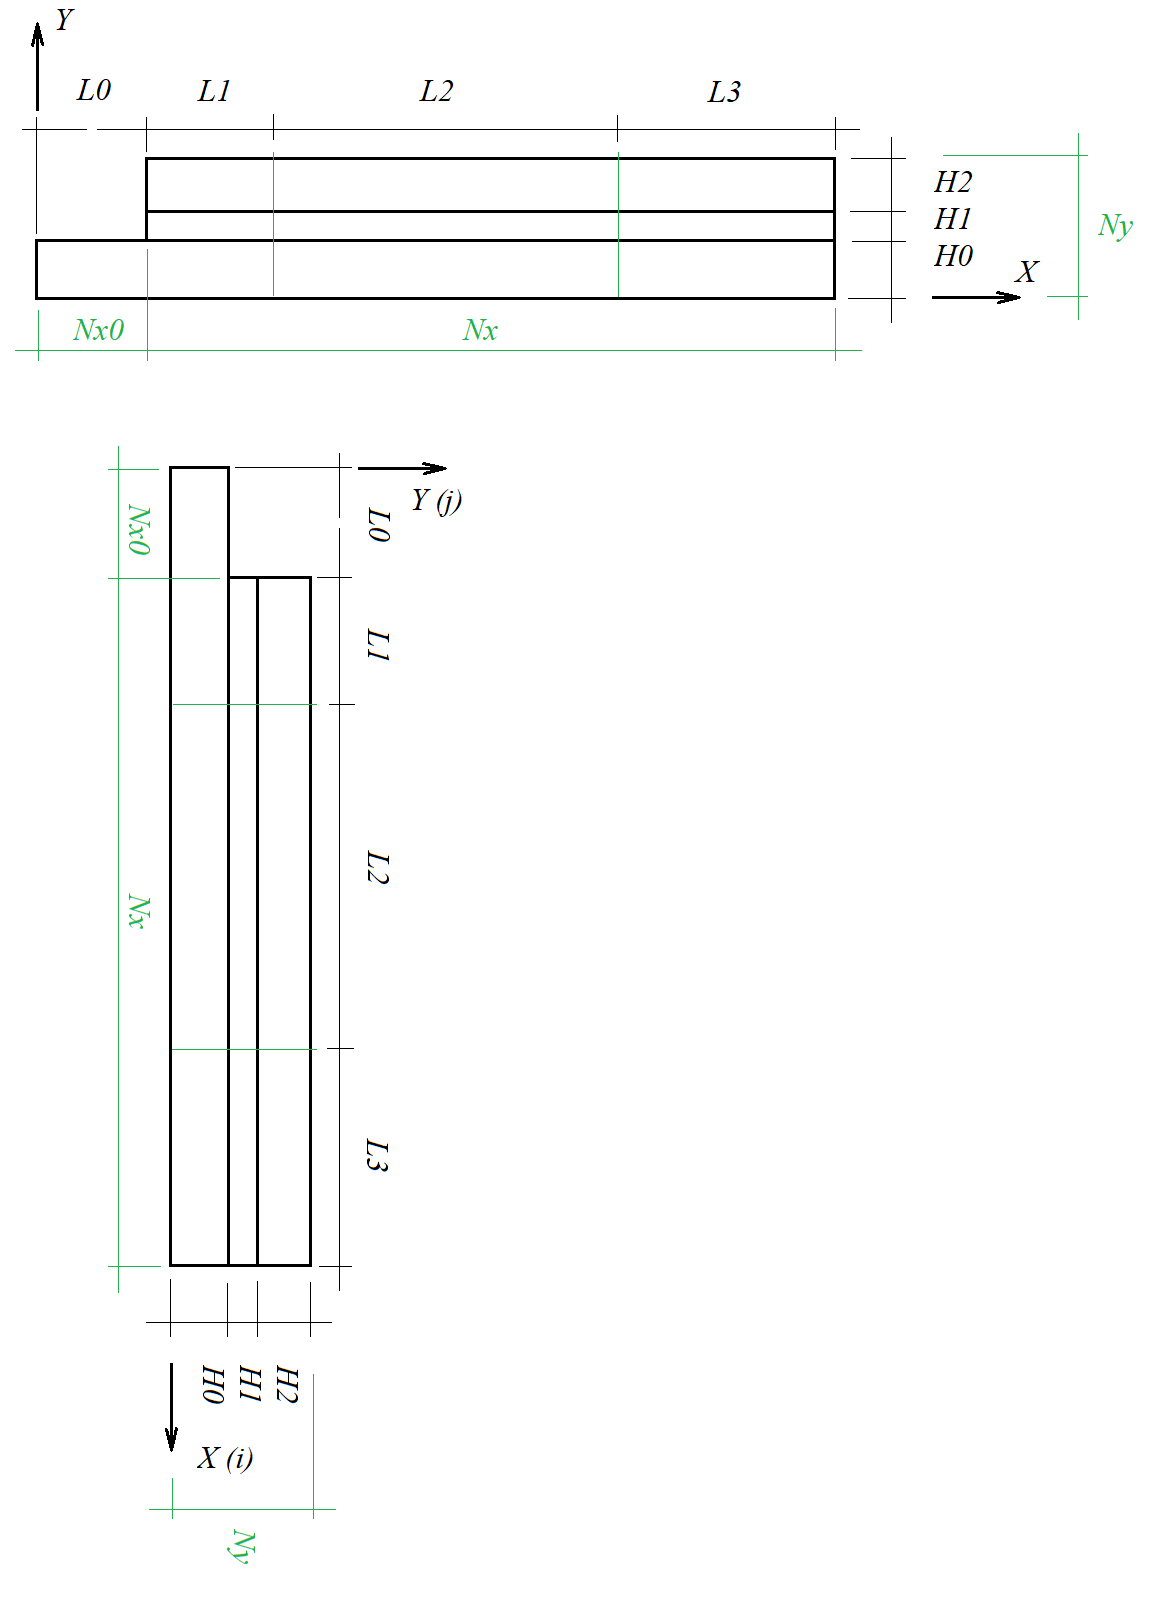 Y
L0 L1 L2 L3
H2
H1
Ny
H0
X
Nx0 Nx
Y (j)
L0
Nx0
L1
L2
Nx
L3
H0 H1 H2
X (i)
Ny